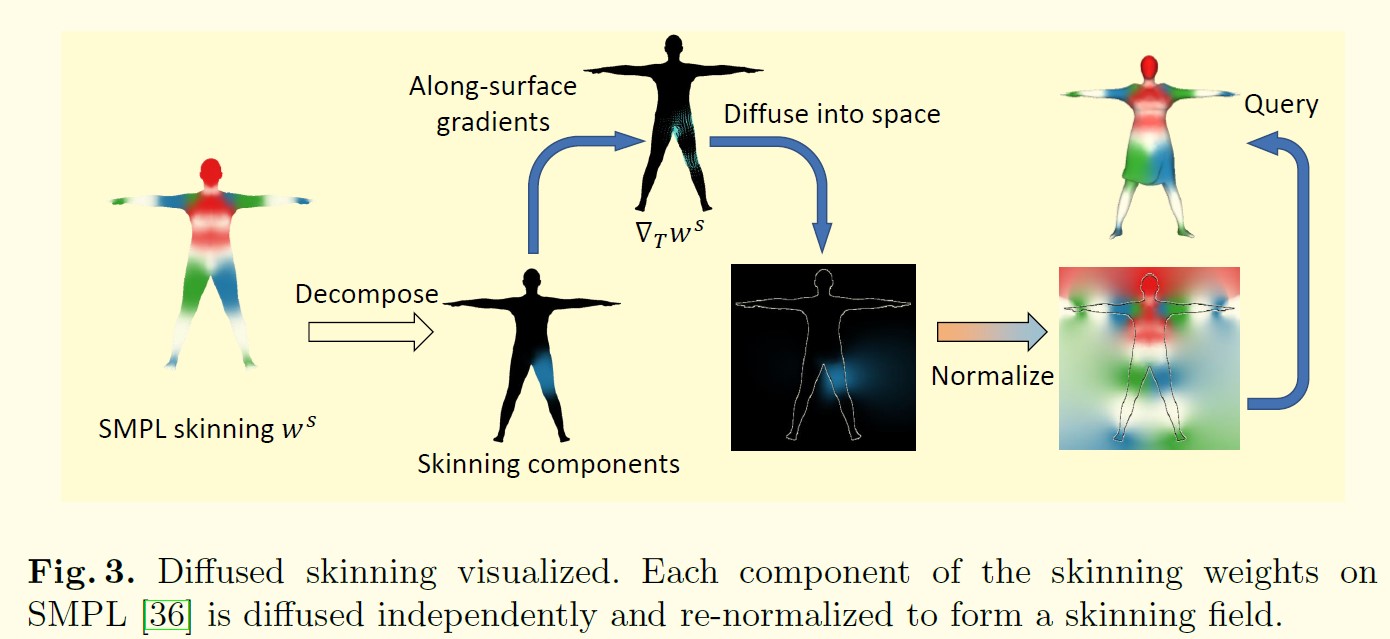 Along-surface
gradients
Diffuse into space
Query
∇_T w^s
Decompose
Normalize
SMPL skinning w^s
Skinning components
Fig. 3. Diffused skinning visualized. Each component of the skinning weights on
SMPL [36] is diffused independently and re-normalized to form a skinning field.